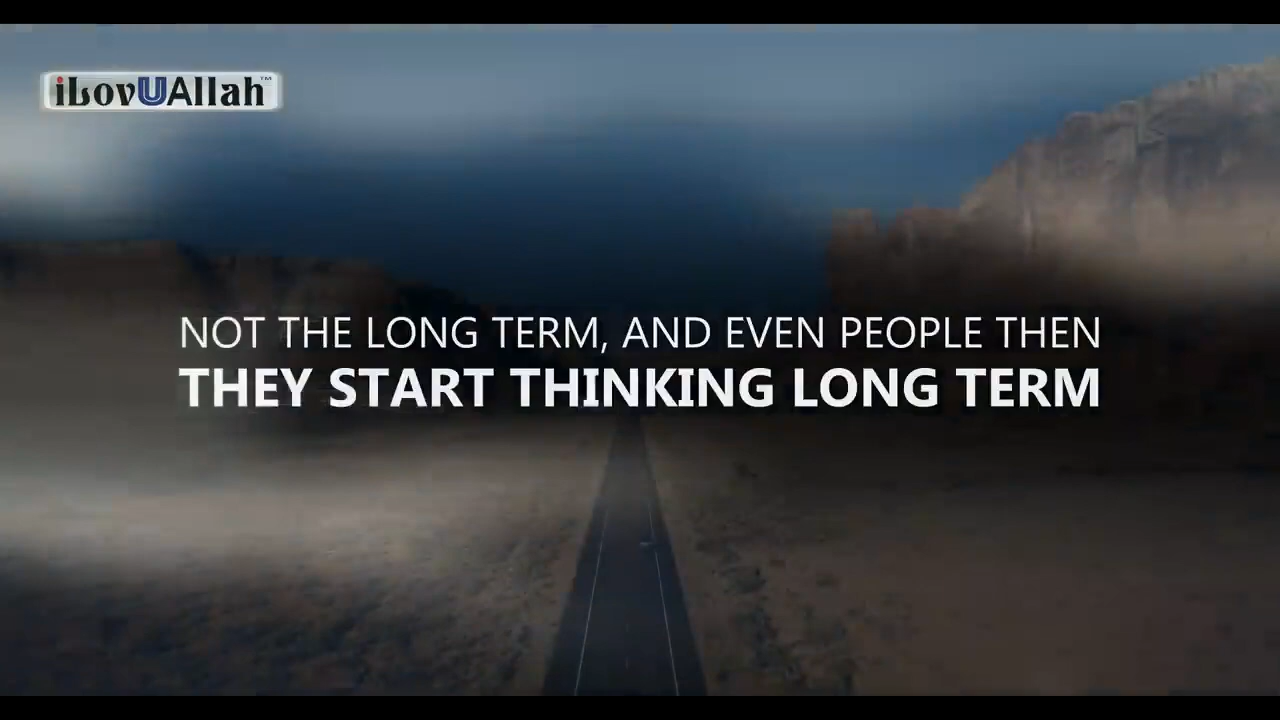 iLovUAllah™
NOT THE LONG TERM, AND EVEN PEOPLE THEN
THEY START THINKING LONG TERM